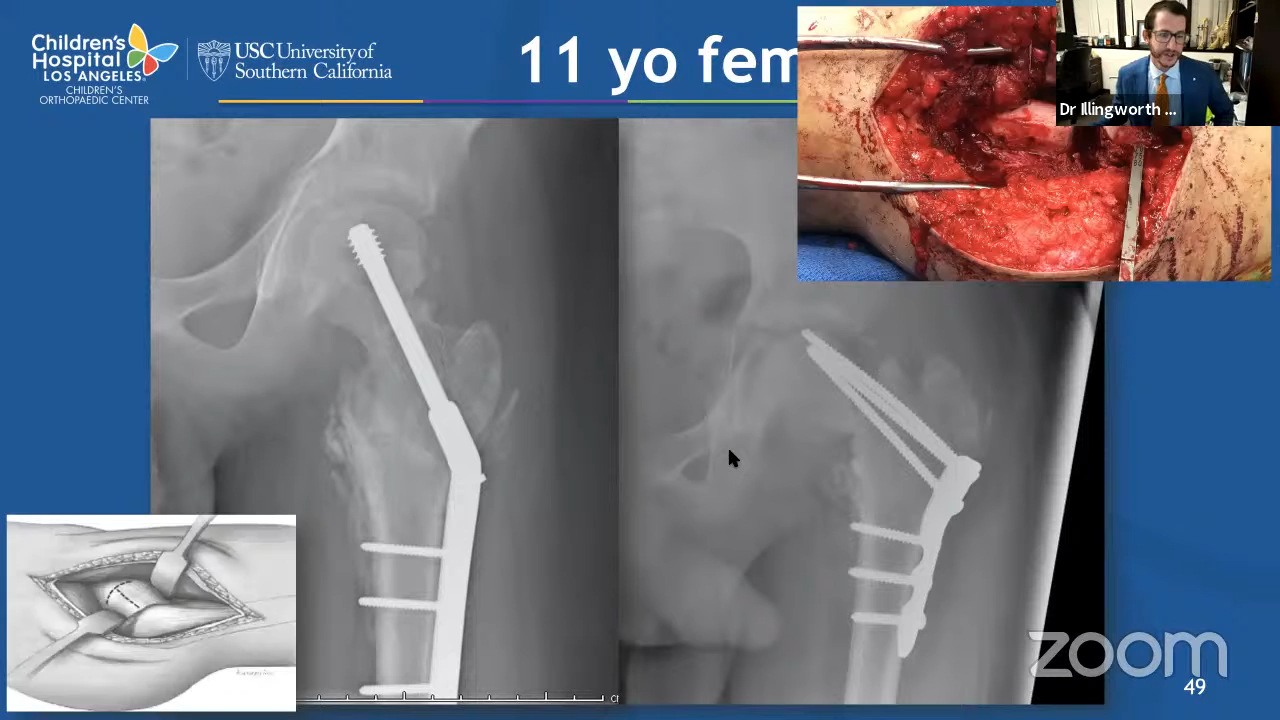 Children's
Hospital
LOS ANGELES
CHILDREN'S
ORTHOPAEDIC CENTER
USC University of
Southern California
11 yo fem
Dr Illingworth ...
zoom
49